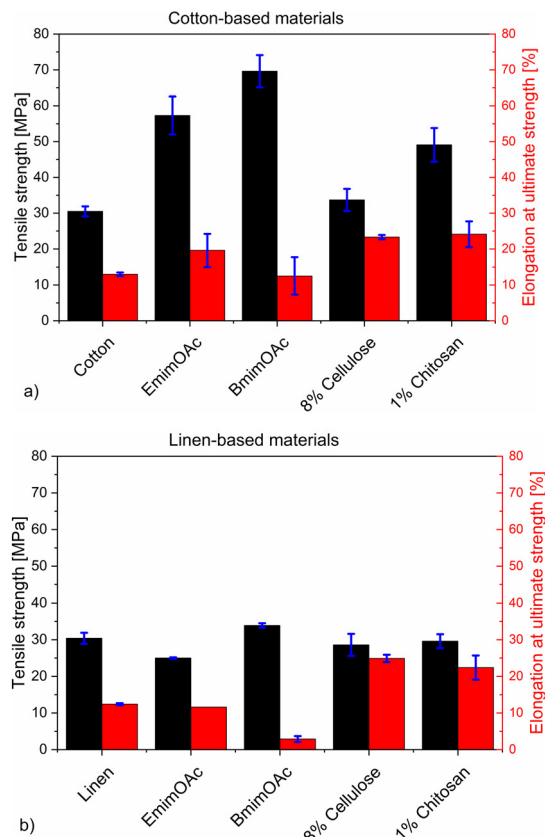 Cotton-based materials
Tensile strength [MPa]
80
70
60
50
40
30
20
10
0
80
70
60
50
40
30
20
10
0
Elongation at ultimate strength [%]
Cotton
EmimOAc
BmimOAc
8% Cellulose
1% Chitosan
a)
Linen-based materials
Tensile strength [MPa]
80
70
60
50
40
30
20
10
0
80
70
60
50
40
30
20
10
0
Elongation at ultimate strength [%]
Linen
EmimOAc
BmimOAc
8% Cellulose
1% Chitosan
b)